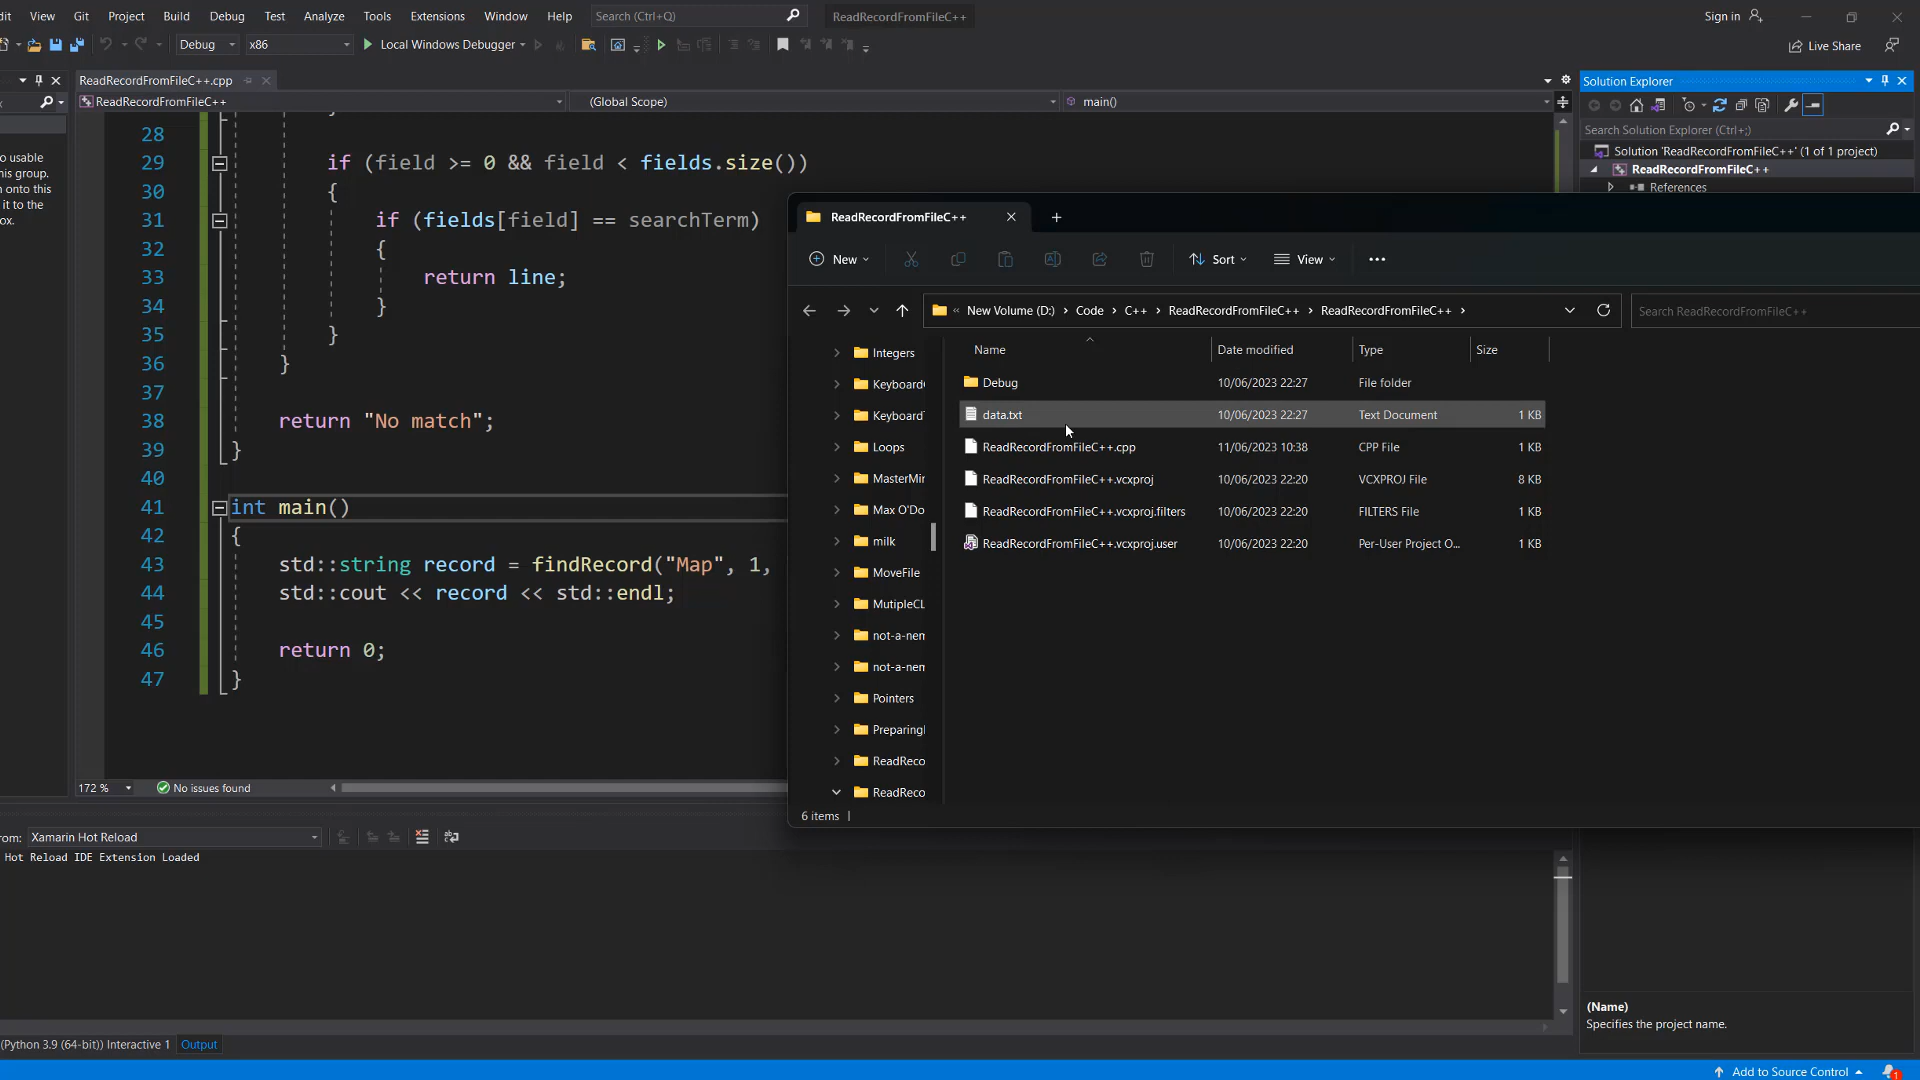 dit View Git Project Build Debug Test Analyze Tools Extensions Window Help Search (Ctrl+Q) ReadRecordFromFileC++ Sign in
Debug x86 Local Windows Debugger Live Share
ReadRecordFromFileC++.cpp
ReadRecordFromFileC++ (Global Scope) main()
o usable
his group.
n onto this
it to the
ox.
28
29 if (field >= 0 && field < fields.size())
30 {
31 if (fields[field] == searchTerm)
32 {
33 return line;
34 }
35 }
36 }
37
38 return "No match";
39 }
40
41 int main()
42 {
43 std::string record = findRecord("Map", 1,
44 std::cout << record << std::endl;
45
46 return 0;
47 }
172 % No issues found
rom: Xamarin Hot Reload
Hot Reload IDE Extension Loaded
(Python 3.9 (64-bit)) Interactive 1 Output
Solution Explorer
Search Solution Explorer (Ctrl+;)
Solution 'ReadRecordFromFileC++' (1 of 1 project)
ReadRecordFromFileC++
References
ReadRecordFromFileC++
New Sort View
« New Volume (D:) > Code > C++ > ReadRecordFromFileC++ > ReadRecordFromFileC++ > Search ReadRecordFromFileC++
Integers
Keyboard
Keyboard
Loops
MasterMin
Max O'Do
milk
MoveFile
MutipleCL
not-a-nem
not-a-nem
Pointers
Preparing
ReadReco
ReadReco
Name Date modified Type Size
Debug 10/06/2023 22:27 File folder
data.txt 10/06/2023 22:27 Text Document 1 KB
ReadRecordFromFileC++.cpp 11/06/2023 10:38 CPP File 1 KB
ReadRecordFromFileC++.vcxproj 10/06/2023 22:20 VCXPROJ File 8 KB
ReadRecordFromFileC++.vcxproj.filters 10/06/2023 22:20 FILTERS File 1 KB
ReadRecordFromFileC++.vcxproj.user 10/06/2023 22:20 Per-User Project O... 1 KB
6 items
(Name)
Specifies the project name.
Add to Source Control 1